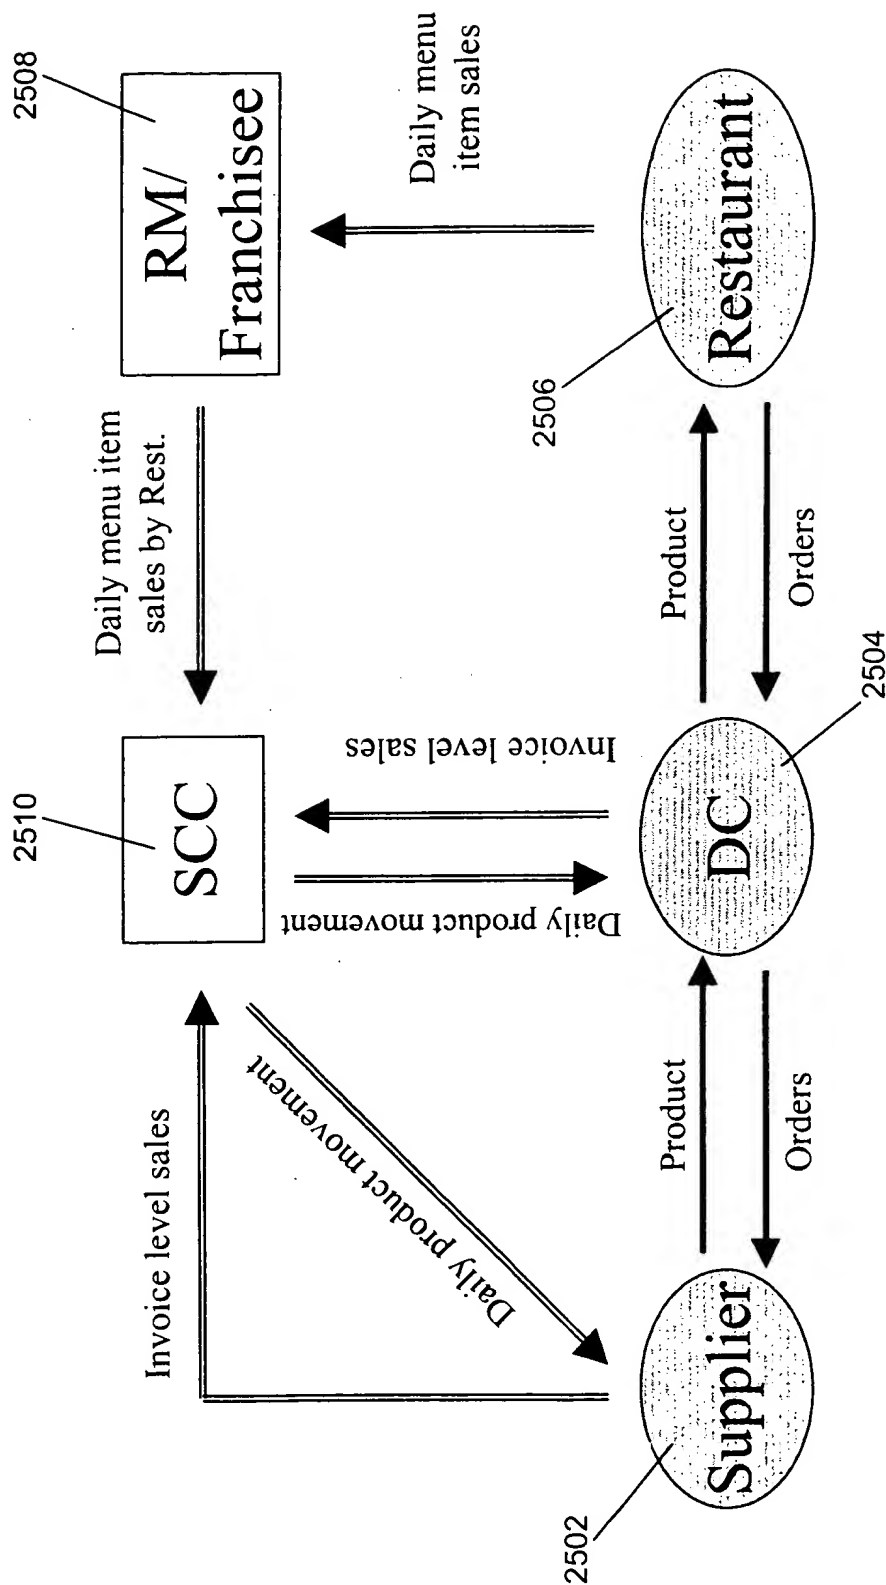 2510
2508
SCC
RM/
Franchisee
Invoice level sales
Daily menu item
sales by Rest.
Daily product movement
Daily product movement
Invoice level sales
Daily menu
item sales
2502
2506
Supplier
Product
Orders
DC
Product
Orders
Restaurant
2504